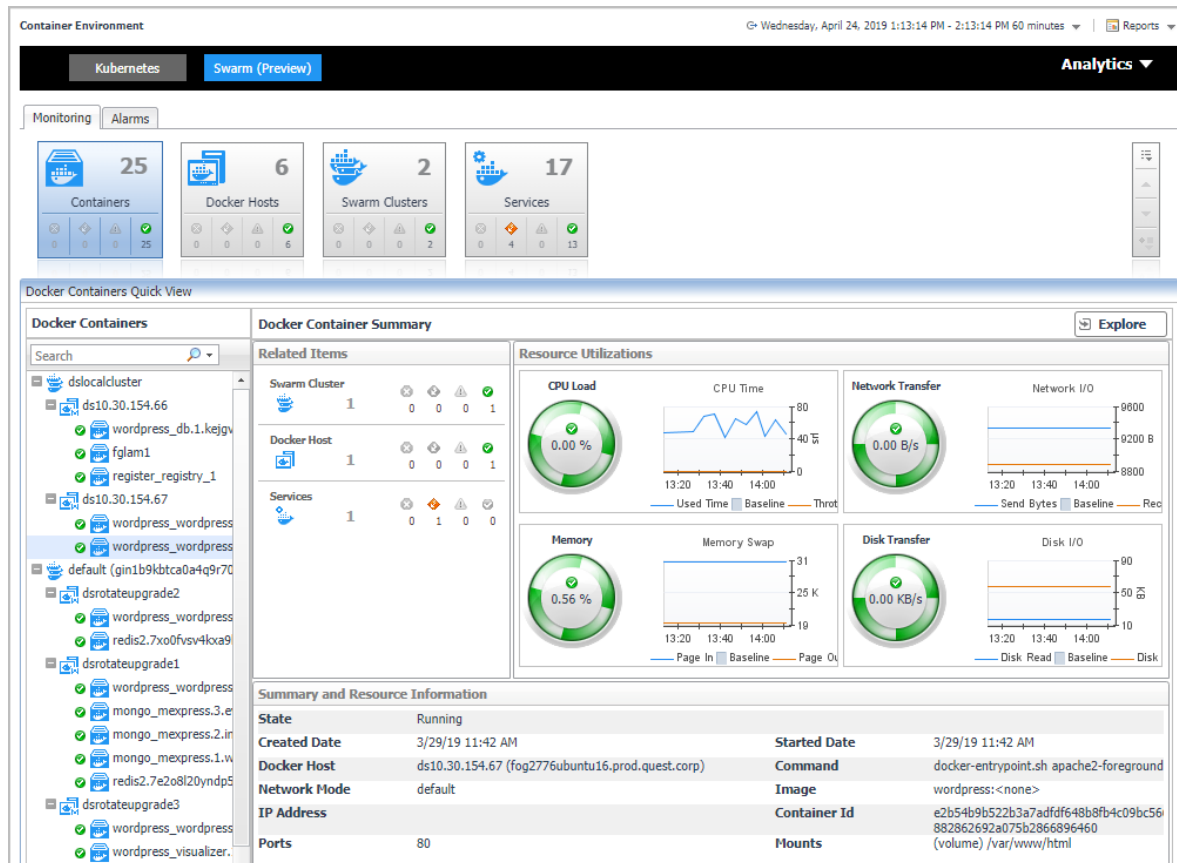 Container Environment
Wednesday, April 24, 2019 1:13:14 PM - 2:13:14 PM 60 minutes
Reports
Kubernetes
Swarm (Preview)
Analytics
Monitoring
Alarms
25
Containers
0 0 0 25
6
Docker Hosts
0 0 0 6
2
Swarm Clusters
0 0 0 2
17
Services
0 4 0 13
Docker Containers Quick View
Docker Containers
Search
dslocalcluster
ds10.30.154.66
wordpress_db.1.kejgv
fglam1
register_registry_1
ds10.30.154.67
wordpress_wordpress
wordpress_wordpress
default (gin1b9kbtca0a4q9r70
dsrotateupgrade2
wordpress_wordpress
redis2.7xo0fvsv4kxa9
dsrotateupgrade1
wordpress_wordpress
mongo_mexpress.3.e
mongo_mexpress.2.in
mongo_mexpress.1.w
redis2.7e2o8l20yndp5
dsrotateupgrade3
wordpress_wordpress
wordpress_visualizer.
Docker Container Summary
Explore
Related Items
Swarm Cluster
1
0 0 0 1
Docker Host
1
0 0 0 1
Services
1
0 1 0 0
Resource Utilizations
CPU Load
0.00 %
CPU Time
80
40
µs
0
13:20 13:40 14:00
Used Time Baseline Throt
Network Transfer
0.00 B/s
Network I/O
9600
9200 B
8800
13:20 13:40 14:00
Send Bytes Baseline Rec
Memory
0.56 %
Memory Swap
31
25 K
19
13:20 13:40 14:00
Page In Baseline Page Ou
Disk Transfer
0.00 KB/s
Disk I/O
90
50
KB
10
13:20 13:40 14:00
Disk Read Baseline Disk
Summary and Resource Information
State Running
Created Date 3/29/19 11:42 AM Started Date 3/29/19 11:42 AM
Docker Host ds10.30.154.67 (fog2776ubuntu16.prod.quest.corp) Command docker-entrypoint.sh apache2-foreground
Network Mode default Image wordpress:<none>
IP Address Container Id e2b54b9b522b3a7adfdf648b8fb4c09bc56
882862692a075b2866896460
Ports 80 Mounts (volume) /var/www/html